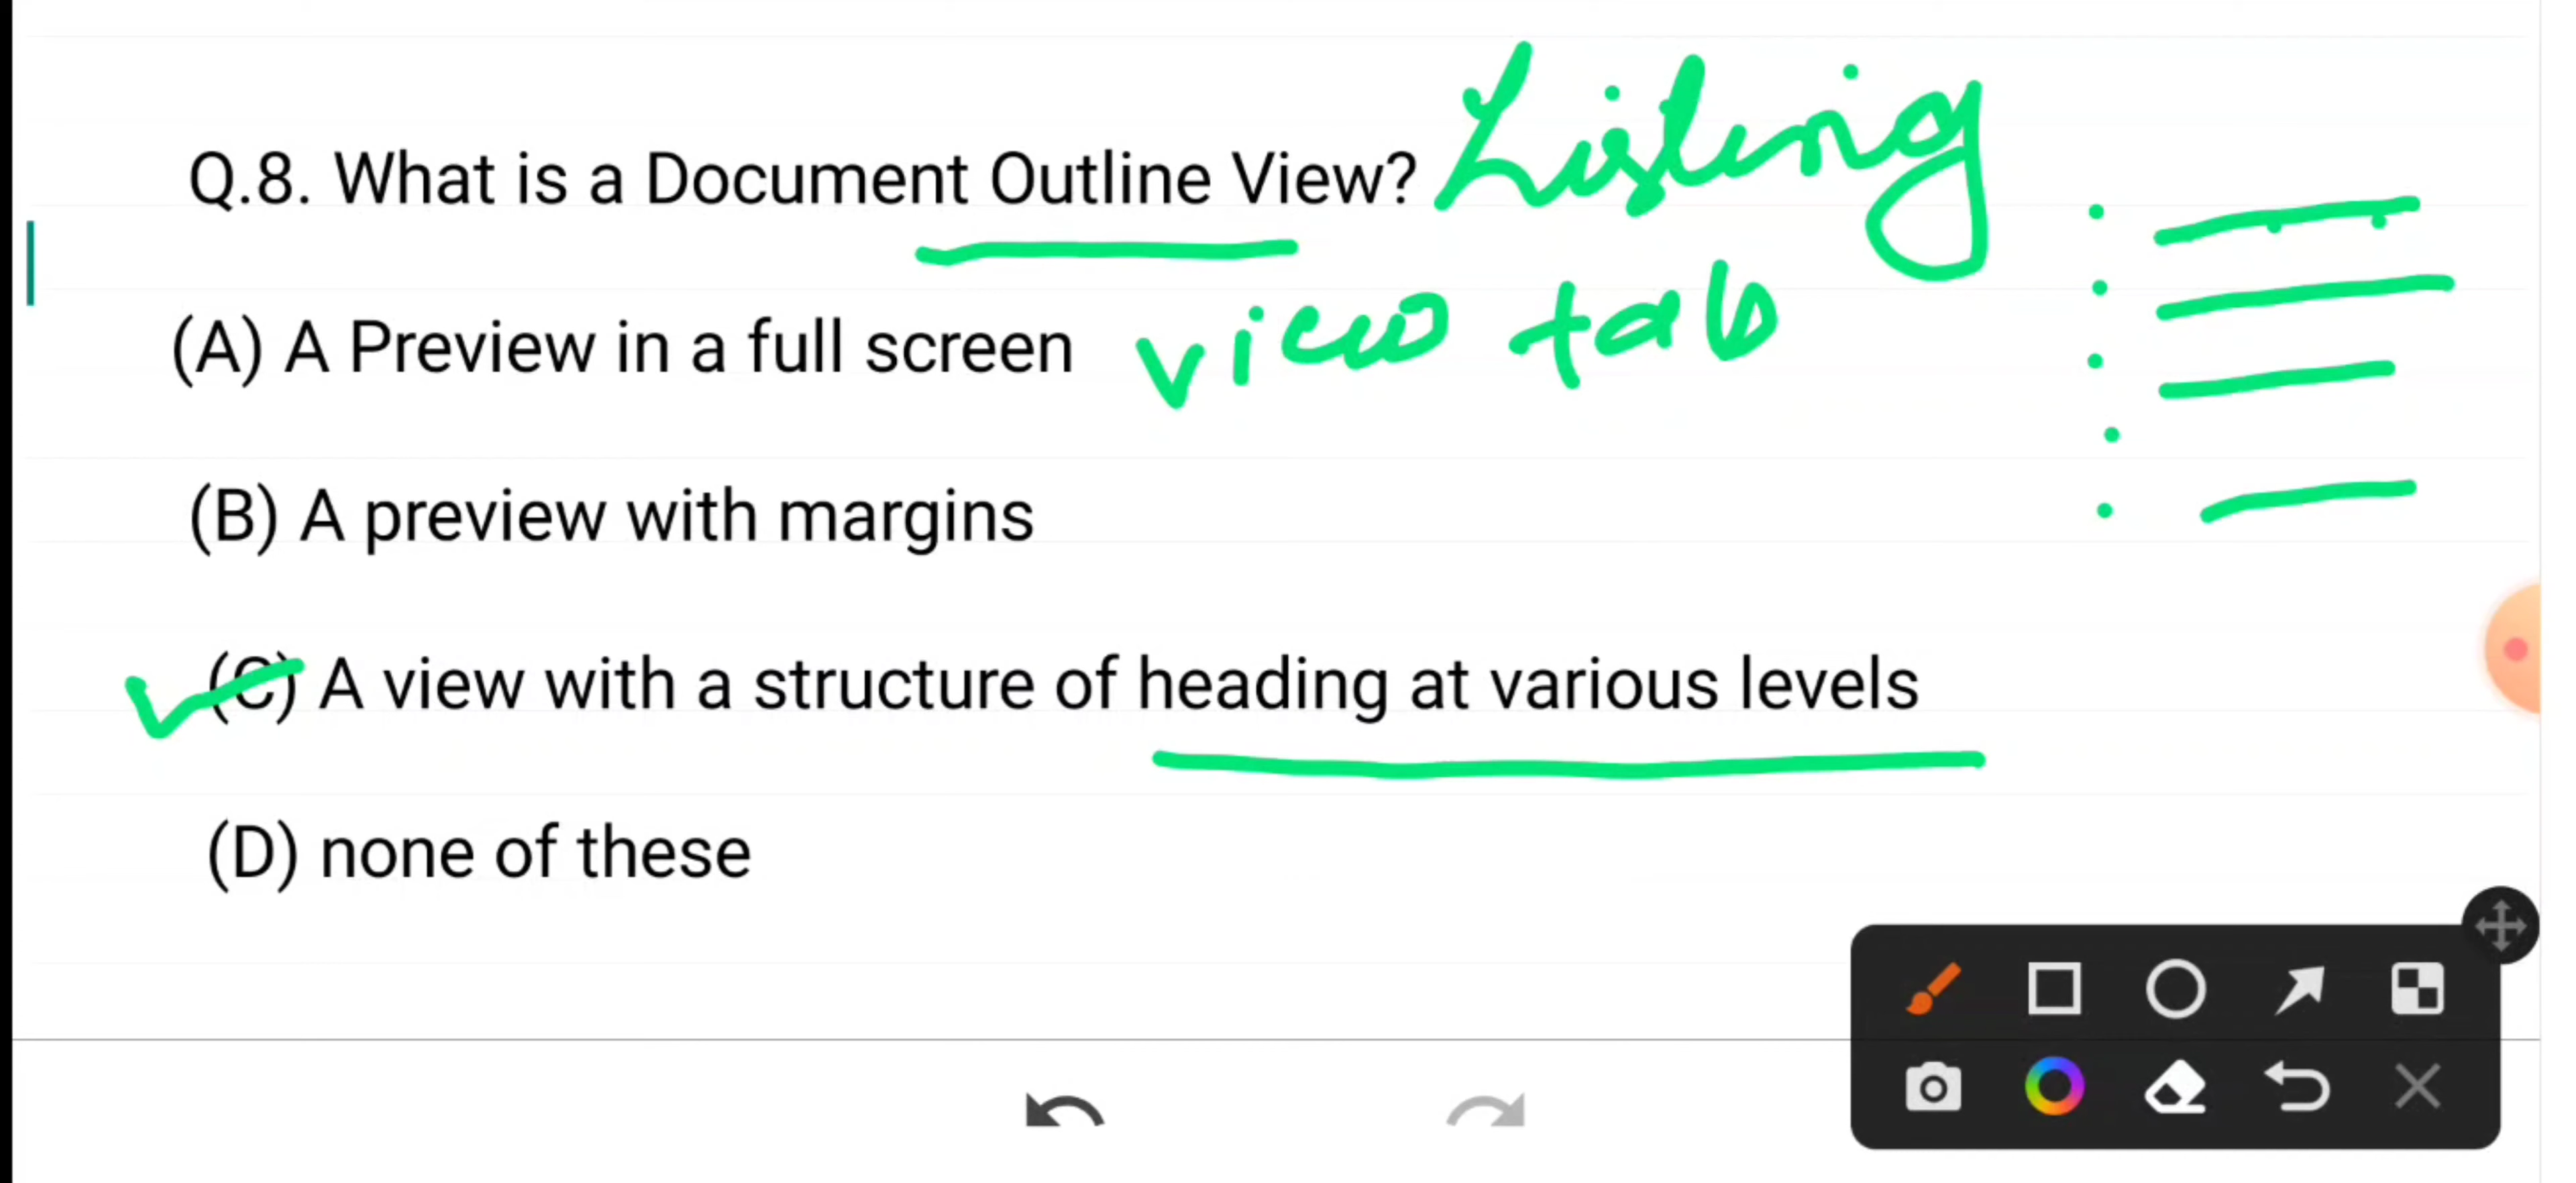 Q.8. What is a Document Outline View? Listing
(A) A Preview in a full screen view tab
(B) A preview with margins
(C) A view with a structure of heading at various levels
(D) none of these